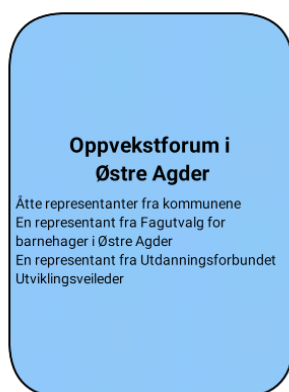 Oppvekstforum i
Østre Agder
Åtte representanter fra kommunene
En representant fra Fagutvalg for
barnehager i Østre Agder
En representant fra Utdanningsforbundet
Utviklingsveileder